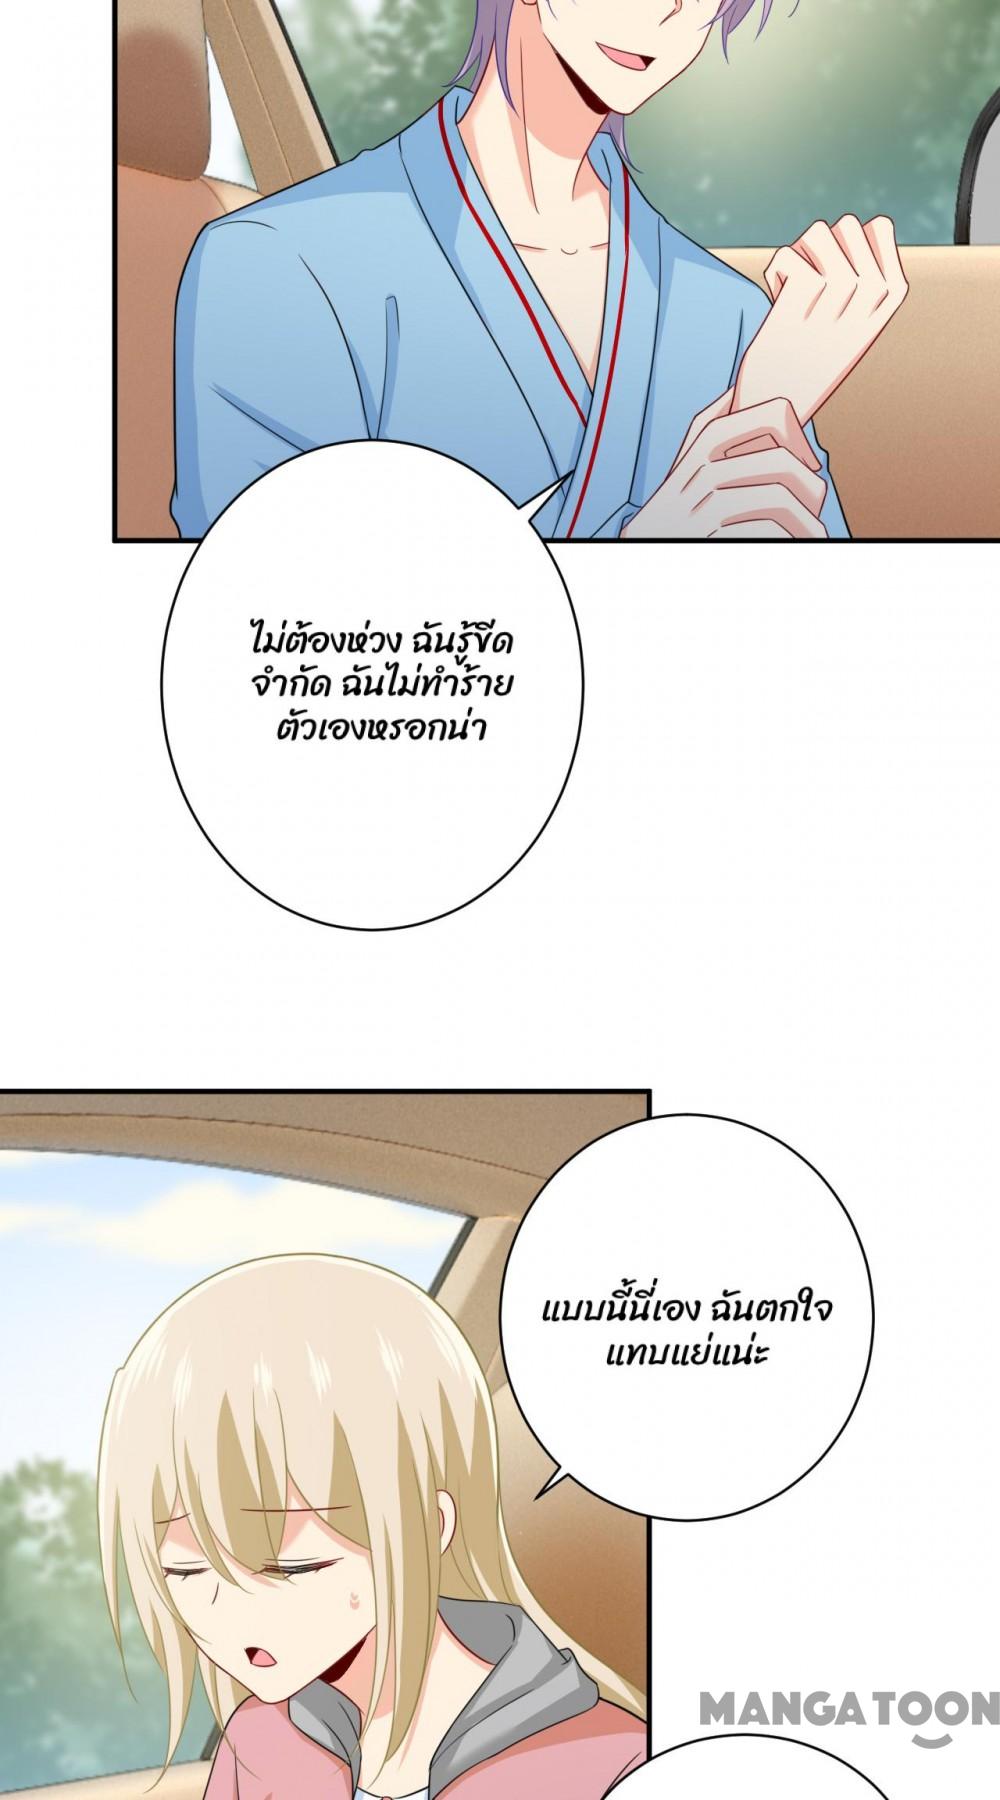 ไม่ต้องห่วง ฉันรู้ขีด
จำกัด ฉันไม่ทำร้าย
ตัวเองหรอกน่า
แบบนี้นี่เอง ฉันตกใจ
แทบแย่แน่ะ
MANGATOON